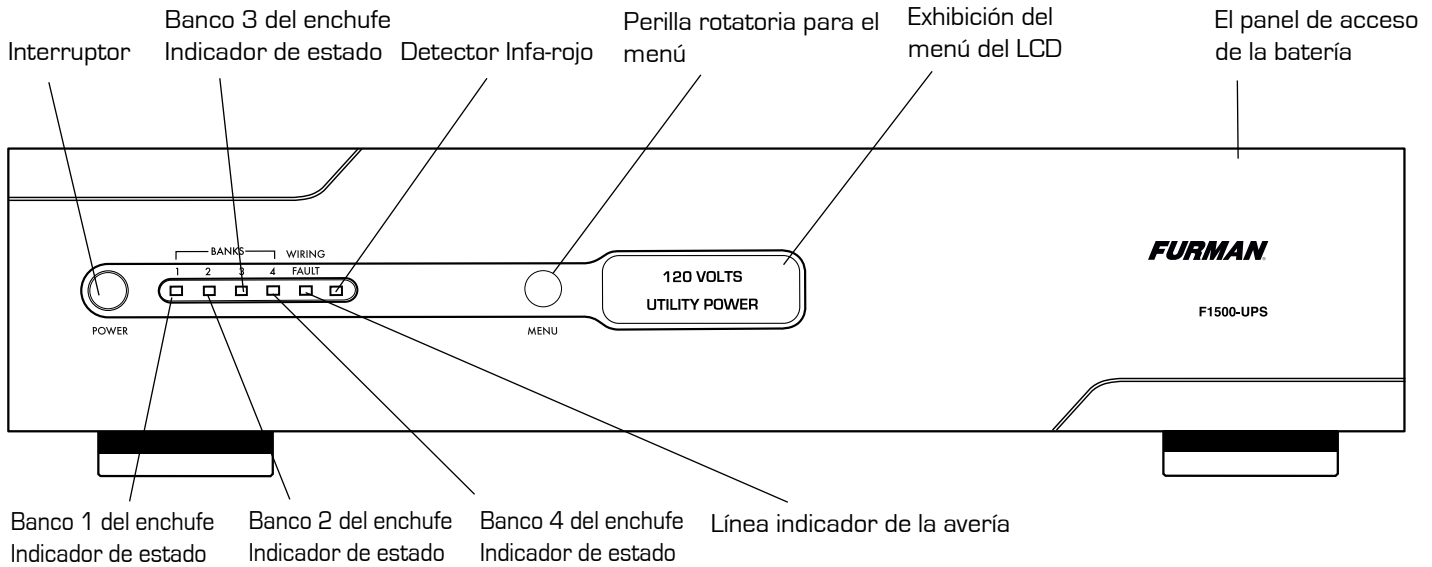 Interruptor
Banco 3 del enchufe
Indicador de estado
Detector Infa-rojo
Perilla rotatoria para el
menú
Exhibición del
menú del LCD
El panel de acceso
de la batería
BANKS
WIRING
1 2 3 4 FAULT
POWER
MENU
120 VOLTS
UTILITY POWER
FURMAN
F1500-UPS
Banco 1 del enchufe
Indicador de estado
Banco 2 del enchufe
Indicador de estado
Banco 4 del enchufe
Indicador de estado
Línea indicador de la avería